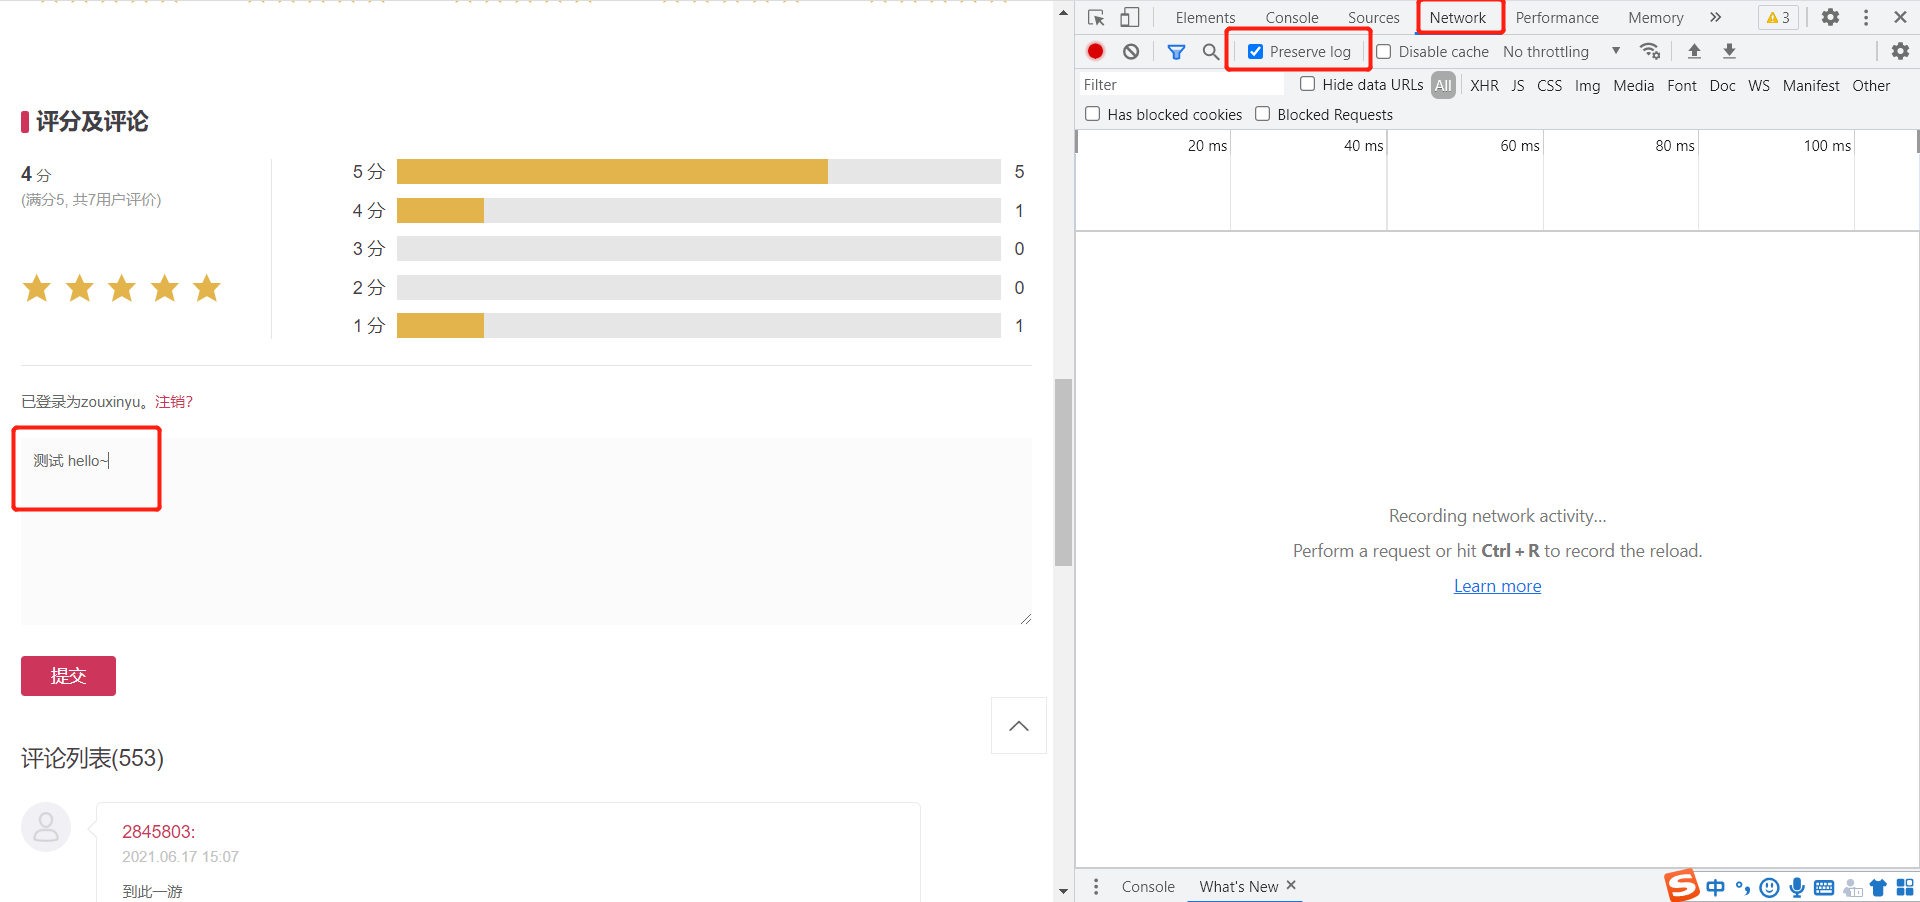 评分及评论
4 分
(满分5, 共7用户评价)
5 分 5
4 分 1
3 分 0
2 分 0
1 分 1
已登录为zouxinyu。注销?
测试 hello~
提交
评论列表(553)
2845803:
2021.06.17 15:07
到此一游
Elements Console Sources Network Performance Memory » 3
Preserve log Disable cache No throttling
Filter Hide data URLs All XHR JS CSS Img Media Font Doc WS Manifest Other
Has blocked cookies Blocked Requests
20 ms 40 ms 60 ms 80 ms 100 ms
Recording network activity…
Perform a request or hit Ctrl + R to record the reload.
Learn more
Console What's New ✕
S 中